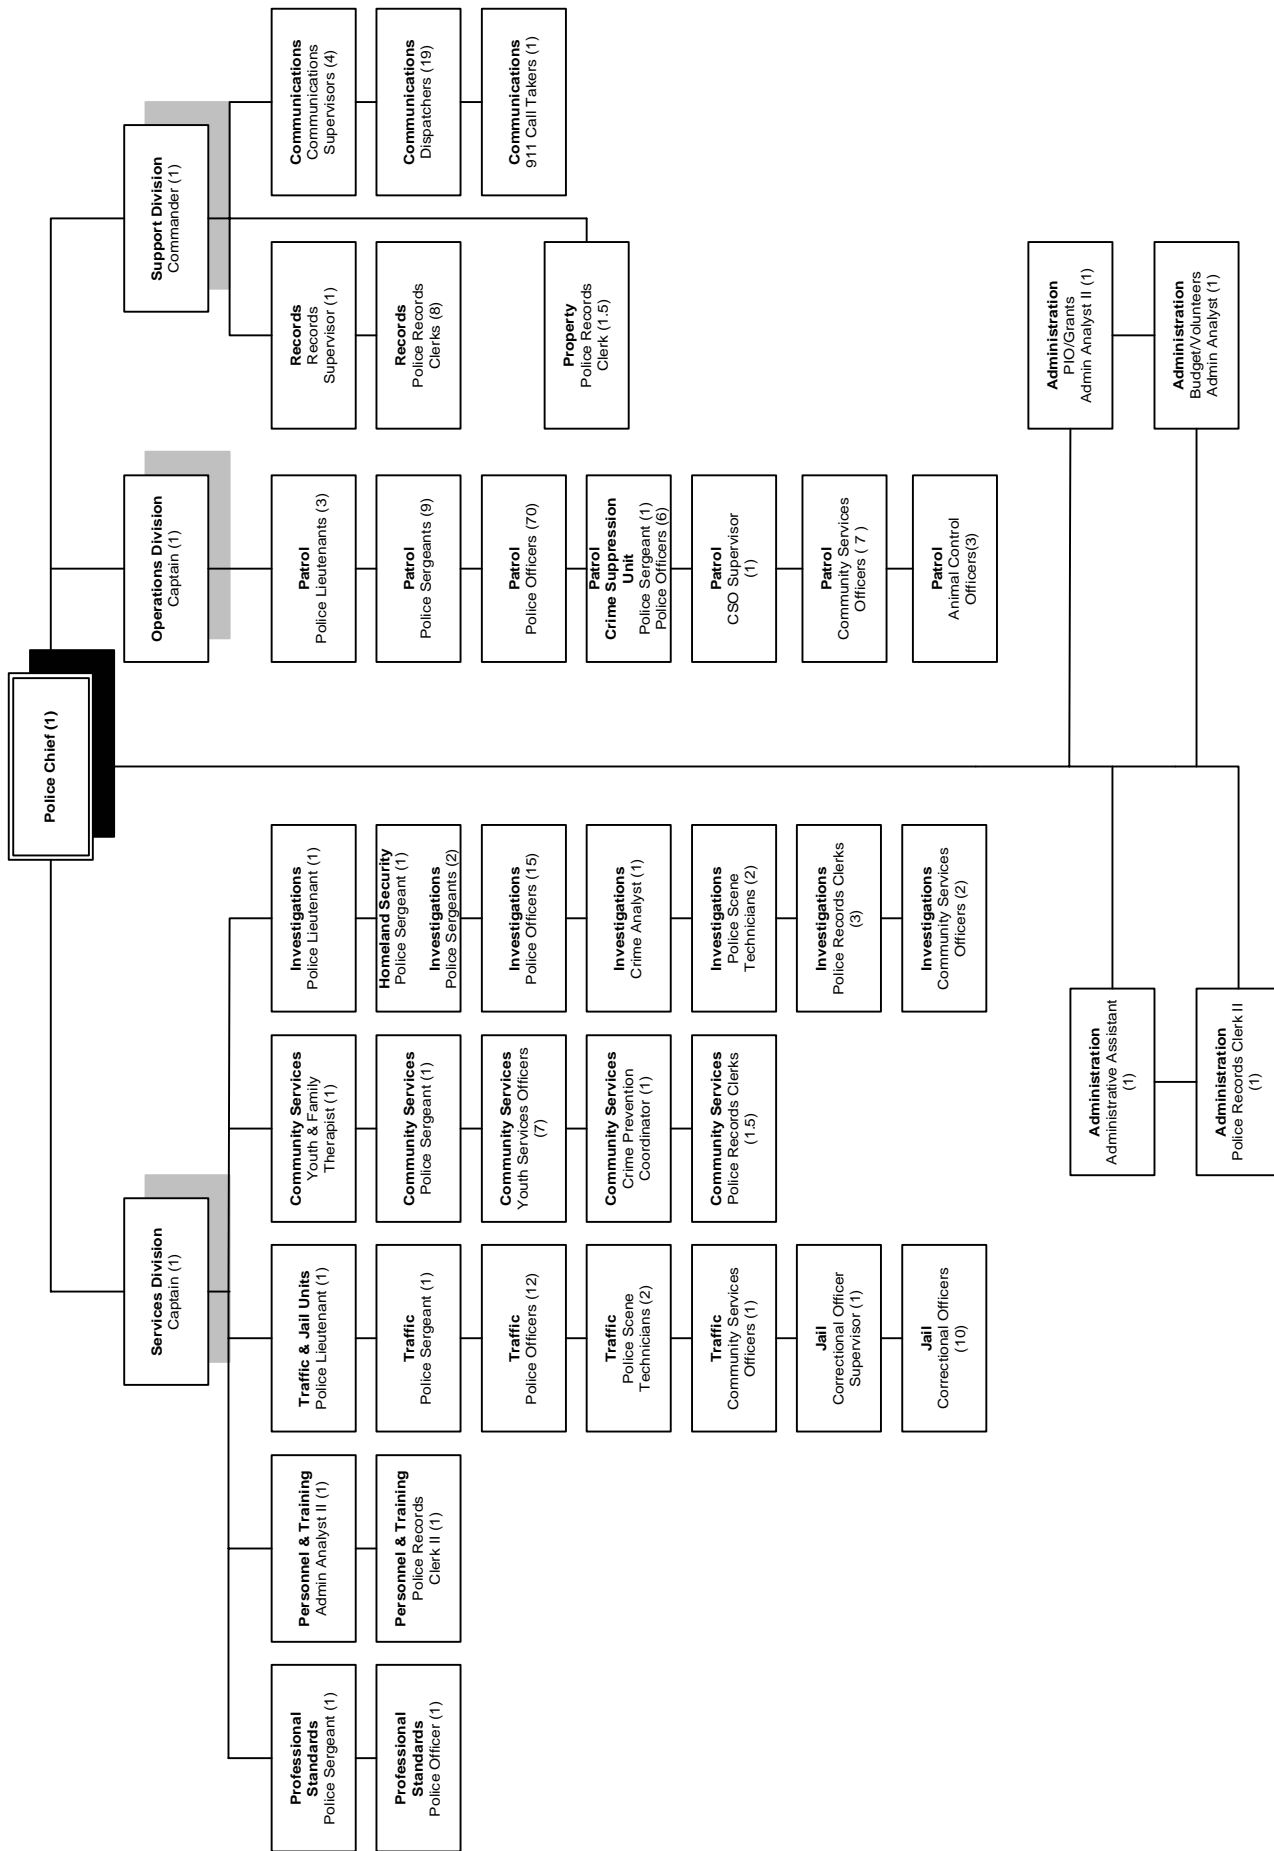 Police Chief (1)
Services Division
Captain (1)
Operations Division
Captain (1)
Support Division
Commander (1)
Professional
Standards
Police Sergeant (1)
Professional
Standards
Police Officer (1)
Personnel & Training
Admin Analyst II (1)
Personnel & Training
Police Records
Clerk II (1)
Traffic & Jail Units
Police Lieutenant (1)
Traffic
Police Sergeant (1)
Traffic
Police Officers (12)
Traffic
Police Scene
Technicians (2)
Traffic
Community Services
Officers (1)
Jail
Correctional Officer
Supervisor (1)
Jail
Correctional Officers
(10)
Community Services
Youth & Family
Therapist (1)
Community Services
Police Sergeant (1)
Community Services
Youth Services Officers
(7)
Community Services
Crime Prevention
Coordinator (1)
Community Services
Police Records Clerks
(1.5)
Investigations
Police Lieutenant (1)
Homeland Security
Police Sergeant (1)
Investigations
Police Sergeants (2)
Investigations
Police Officers (15)
Investigations
Crime Analyst (1)
Investigations
Police Scene
Technicians (2)
Investigations
Police Records Clerks
(3)
Investigations
Community Services
Officers (2)
Patrol
Police Lieutenants (3)
Patrol
Police Sergeants (9)
Patrol
Police Officers (70)
Patrol
Crime Suppression
Unit
Police Sergeant (1)
Police Officers (6)
Patrol
CSO Supervisor
(1)
Patrol
Community Services
Officers ( 7 )
Patrol
Animal Control
Officers(3)
Records
Records
Supervisor (1)
Records
Police Records
Clerks (8)
Property
Police Records
Clerk (1.5)
Communications
Communications
Supervisors (4)
Communications
Dispatchers (19)
Communications
911 Call Takers (1)
Administration
Administrative Assistant
(1)
Administration
Police Records Clerk II
(1)
Administration
PIO/Grants
Admin Analyst II (1)
Administration
Budget/Volunteers
Admin Analyst (1)